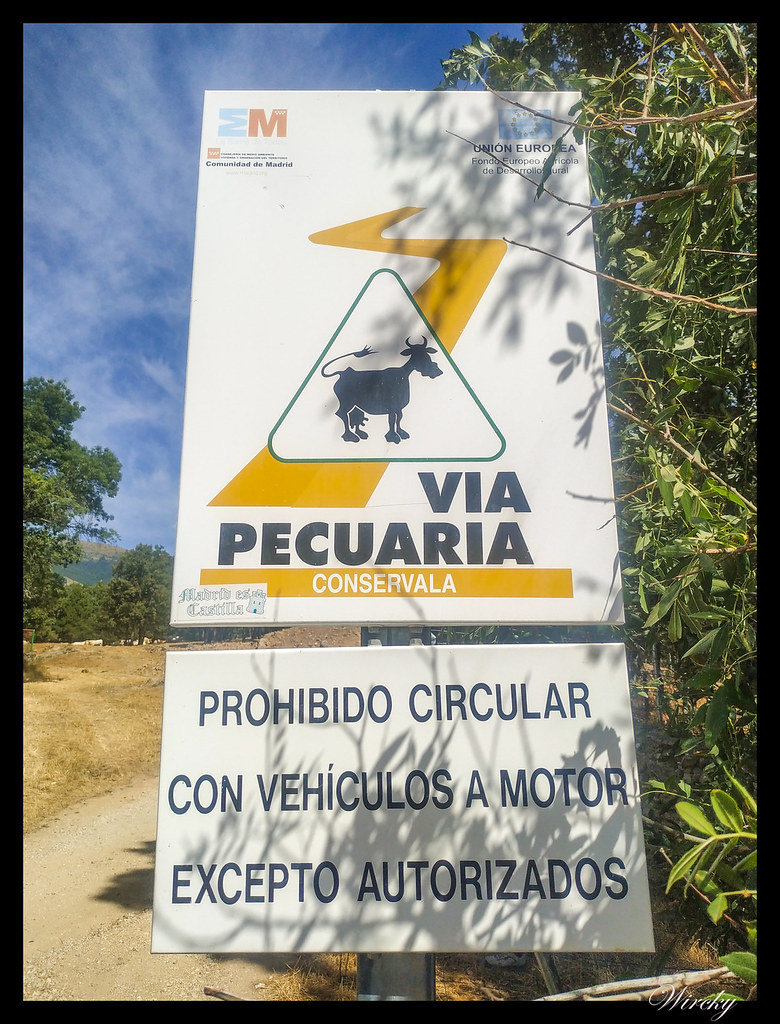 EM
Comunidad de Madrid
UNIÓN EUROPEA
Fondo Europeo Agrícola
de Desarrollo Rural
VIA
PECUARIA
CONSERVALA
Madrid es
Castilla
PROHIBIDO CIRCULAR
CON VEHÍCULOS A MOTOR
EXCEPTO AUTORIZADOS
Wircky